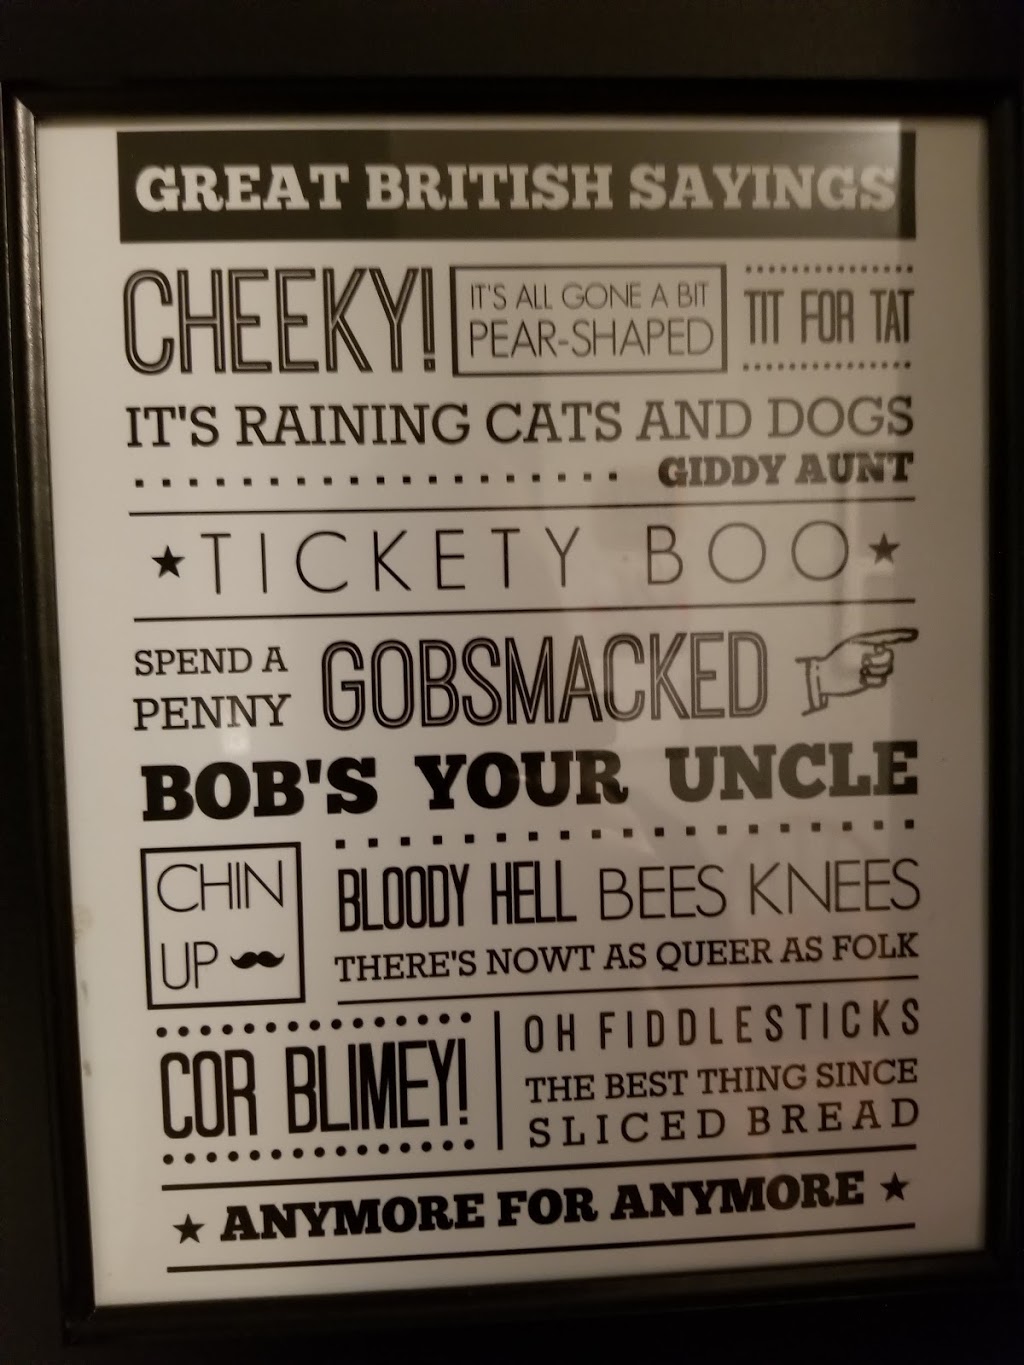 GREAT BRITISH SAYINGS
CHEEKY!
IT'S ALL GONE A BIT
PEAR-SHAPED
TIT FOR TAT
IT'S RAINING CATS AND DOGS
GIDDY AUNT
TICKETY BOO
SPEND A
PENNY
GOBSMACKED
BOB'S YOUR UNCLE
CHIN
UP
BLOODY HELL BEES KNEES
THERE'S NOWT AS QUEER AS FOLK
COR BLIMEY!
OH FIDDLESTICKS
THE BEST THING SINCE
SLICED BREAD
ANYMORE FOR ANYMORE